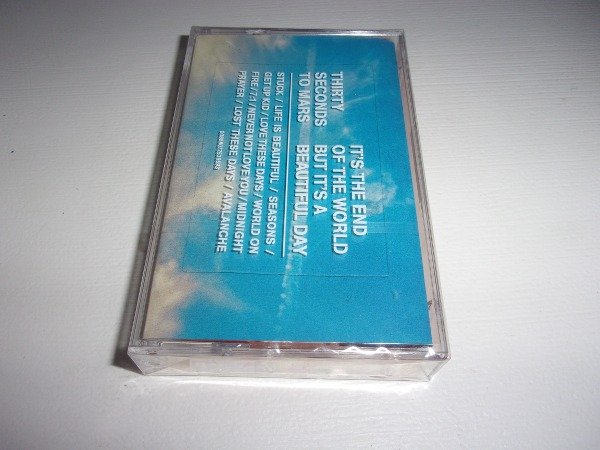 THIRTY
SECONDS
TO MARS
IT'S THE END
OF THE WORLD
BUT IT'S A
BEAUTIFUL DAY
STUCK / LIFE IS BEAUTIFUL / SEASONS /
GET UP KID / LOVE THESE DAYS / WORLD ON
FIRE / 7:1 / NEVER NOT LOVE YOU / MIDNIGHT
PRAYER / LOST THESE DAYS / AVALANCHE